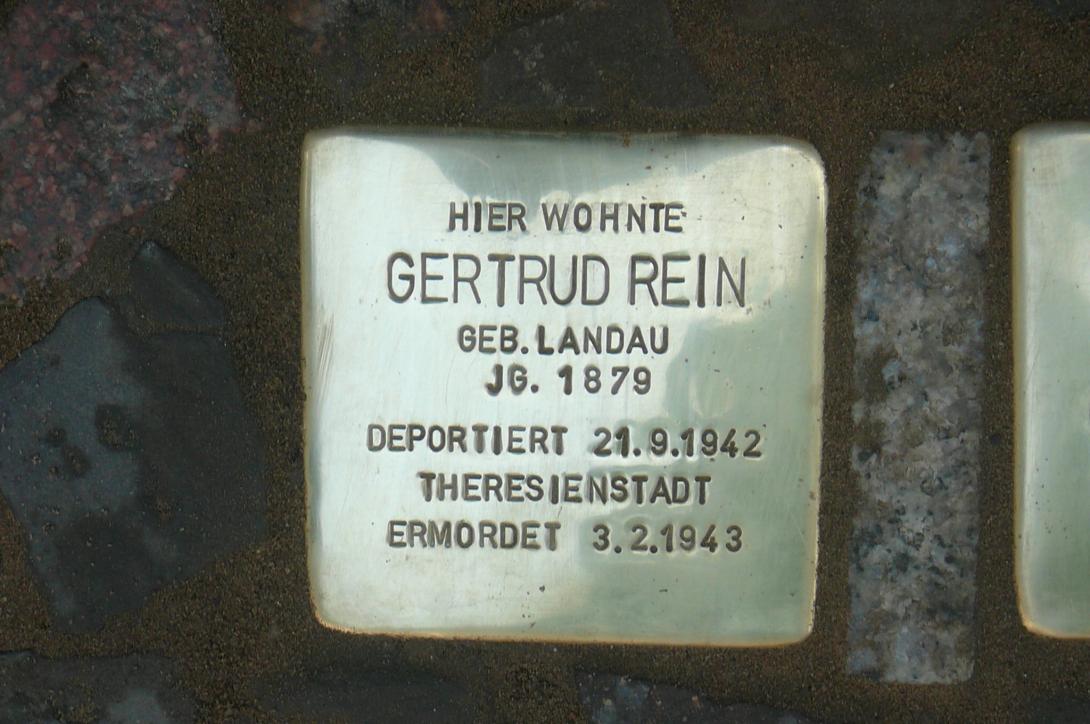 HIER WOHNTE
GERTRUD REIN
GEB. LANDAU
JG. 1879
DEPORTIERT 21.9.1942
THERESIENSTADT
ERMORDET 3.2.1943